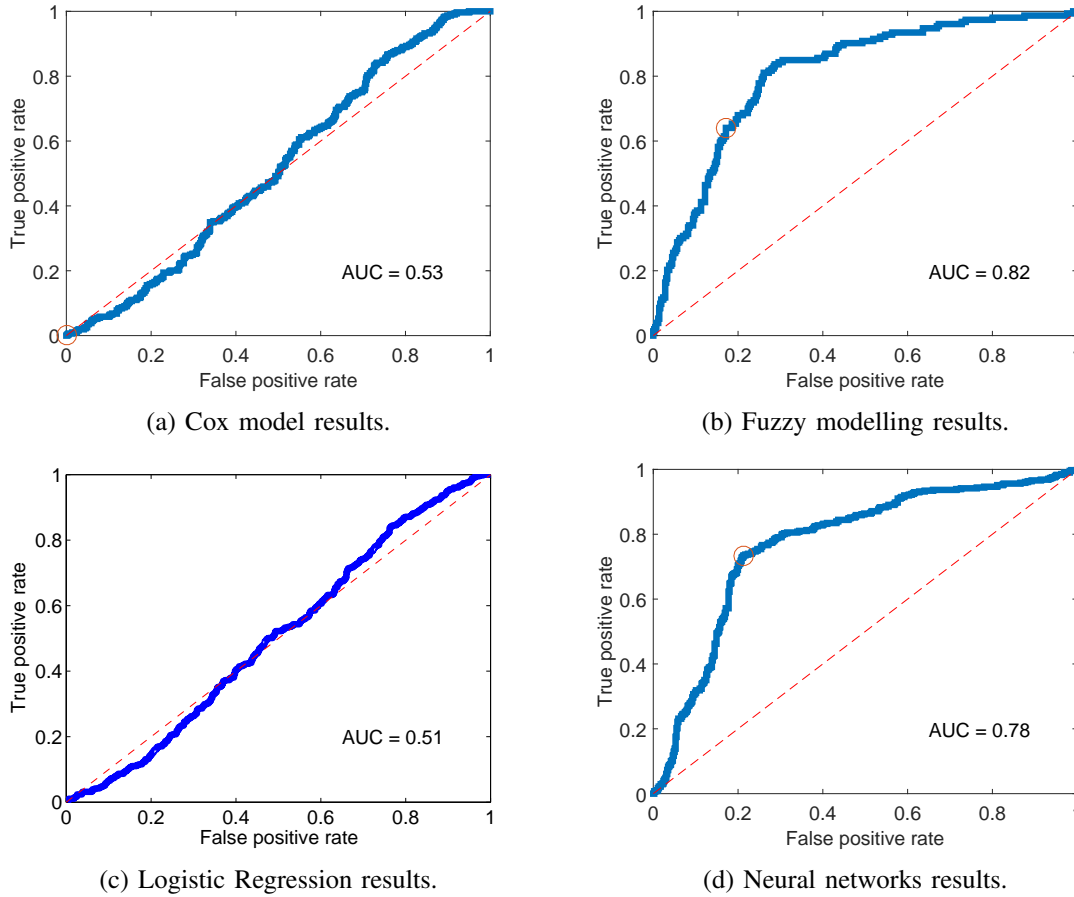 1
0.8
0.6
0.4
0.2
0
True positive rate
AUC = 0.53
0 0.2 0.4 0.6 0.8 1
False positive rate
(a) Cox model results.
1
0.8
0.6
0.4
0.2
0
True positive rate
AUC = 0.82
0 0.2 0.4 0.6 0.8 1
False positive rate
(b) Fuzzy modelling results.
1
0.8
0.6
0.4
0.2
0
True positive rate
AUC = 0.51
0 0.2 0.4 0.6 0.8 1
False positive rate
(c) Logistic Regression results.
1
0.8
0.6
0.4
0.2
0
True positive rate
AUC = 0.78
0 0.2 0.4 0.6 0.8 1
False positive rate
(d) Neural networks results.